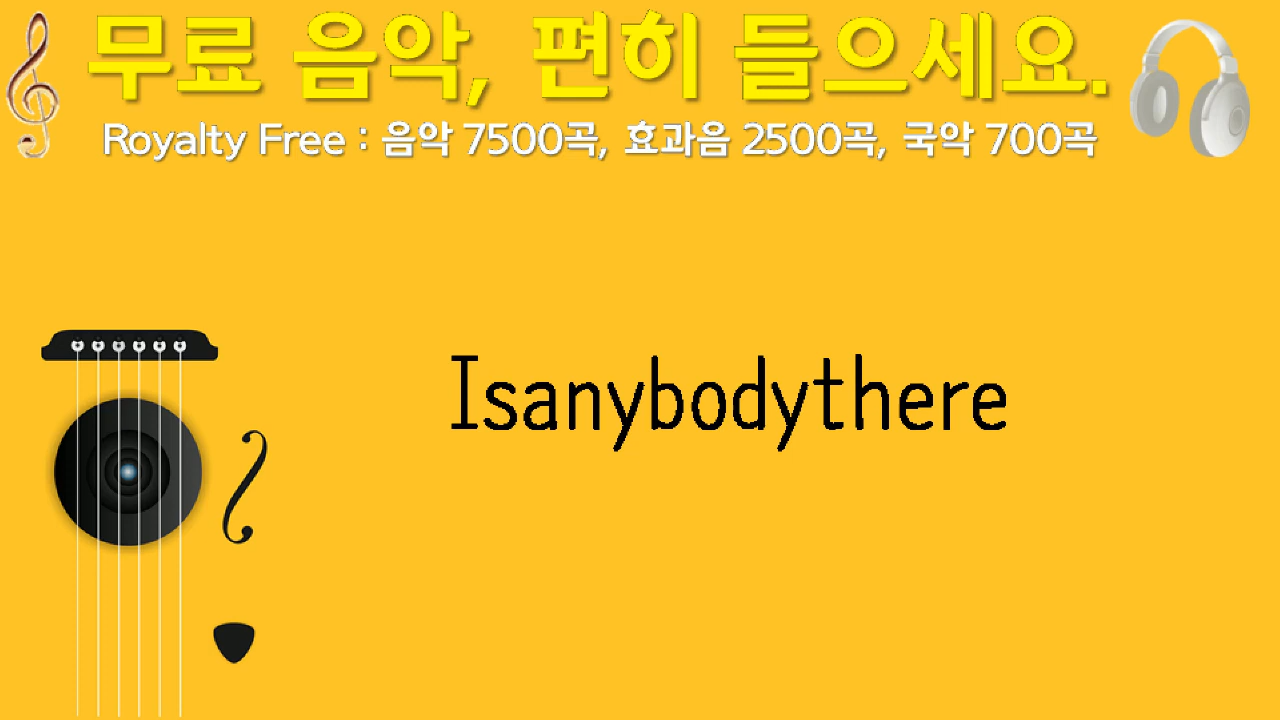 무료 음악, 편히 들으세요.
Royalty Free : 음악 7500곡, 효과음 2500곡, 국악 700곡
Isanybodythere